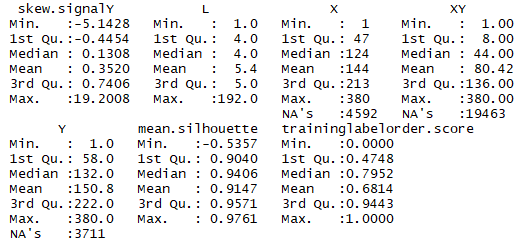 skew.signalY L X XY
Min. :-5.1428 Min. : 1.0 Min. : 1 Min. : 1.00
1st Qu.:-0.4454 1st Qu.: 4.0 1st Qu.: 47 1st Qu.: 8.00
Median : 0.1308 Median : 4.0 Median :124 Median : 44.00
Mean : 0.3520 Mean : 5.4 Mean :144 Mean : 80.42
3rd Qu.: 0.7406 3rd Qu.: 5.0 3rd Qu.:213 3rd Qu.:136.00
Max. :19.2008 Max. :192.0 Max. :380 Max. :380.00
NA's :4592 NA's :19463
Y mean.silhouette traininglabelorder.score
Min. : 1.0 Min. :-0.5357 Min. :0.0000
1st Qu.: 58.0 1st Qu.: 0.9040 1st Qu.:0.4748
Median :132.0 Median : 0.9406 Median :0.7952
Mean :150.8 Mean : 0.9147 Mean :0.6814
3rd Qu.:222.0 3rd Qu.: 0.9571 3rd Qu.:0.9443
Max. :380.0 Max. : 0.9761 Max. :1.0000
NA's :3711